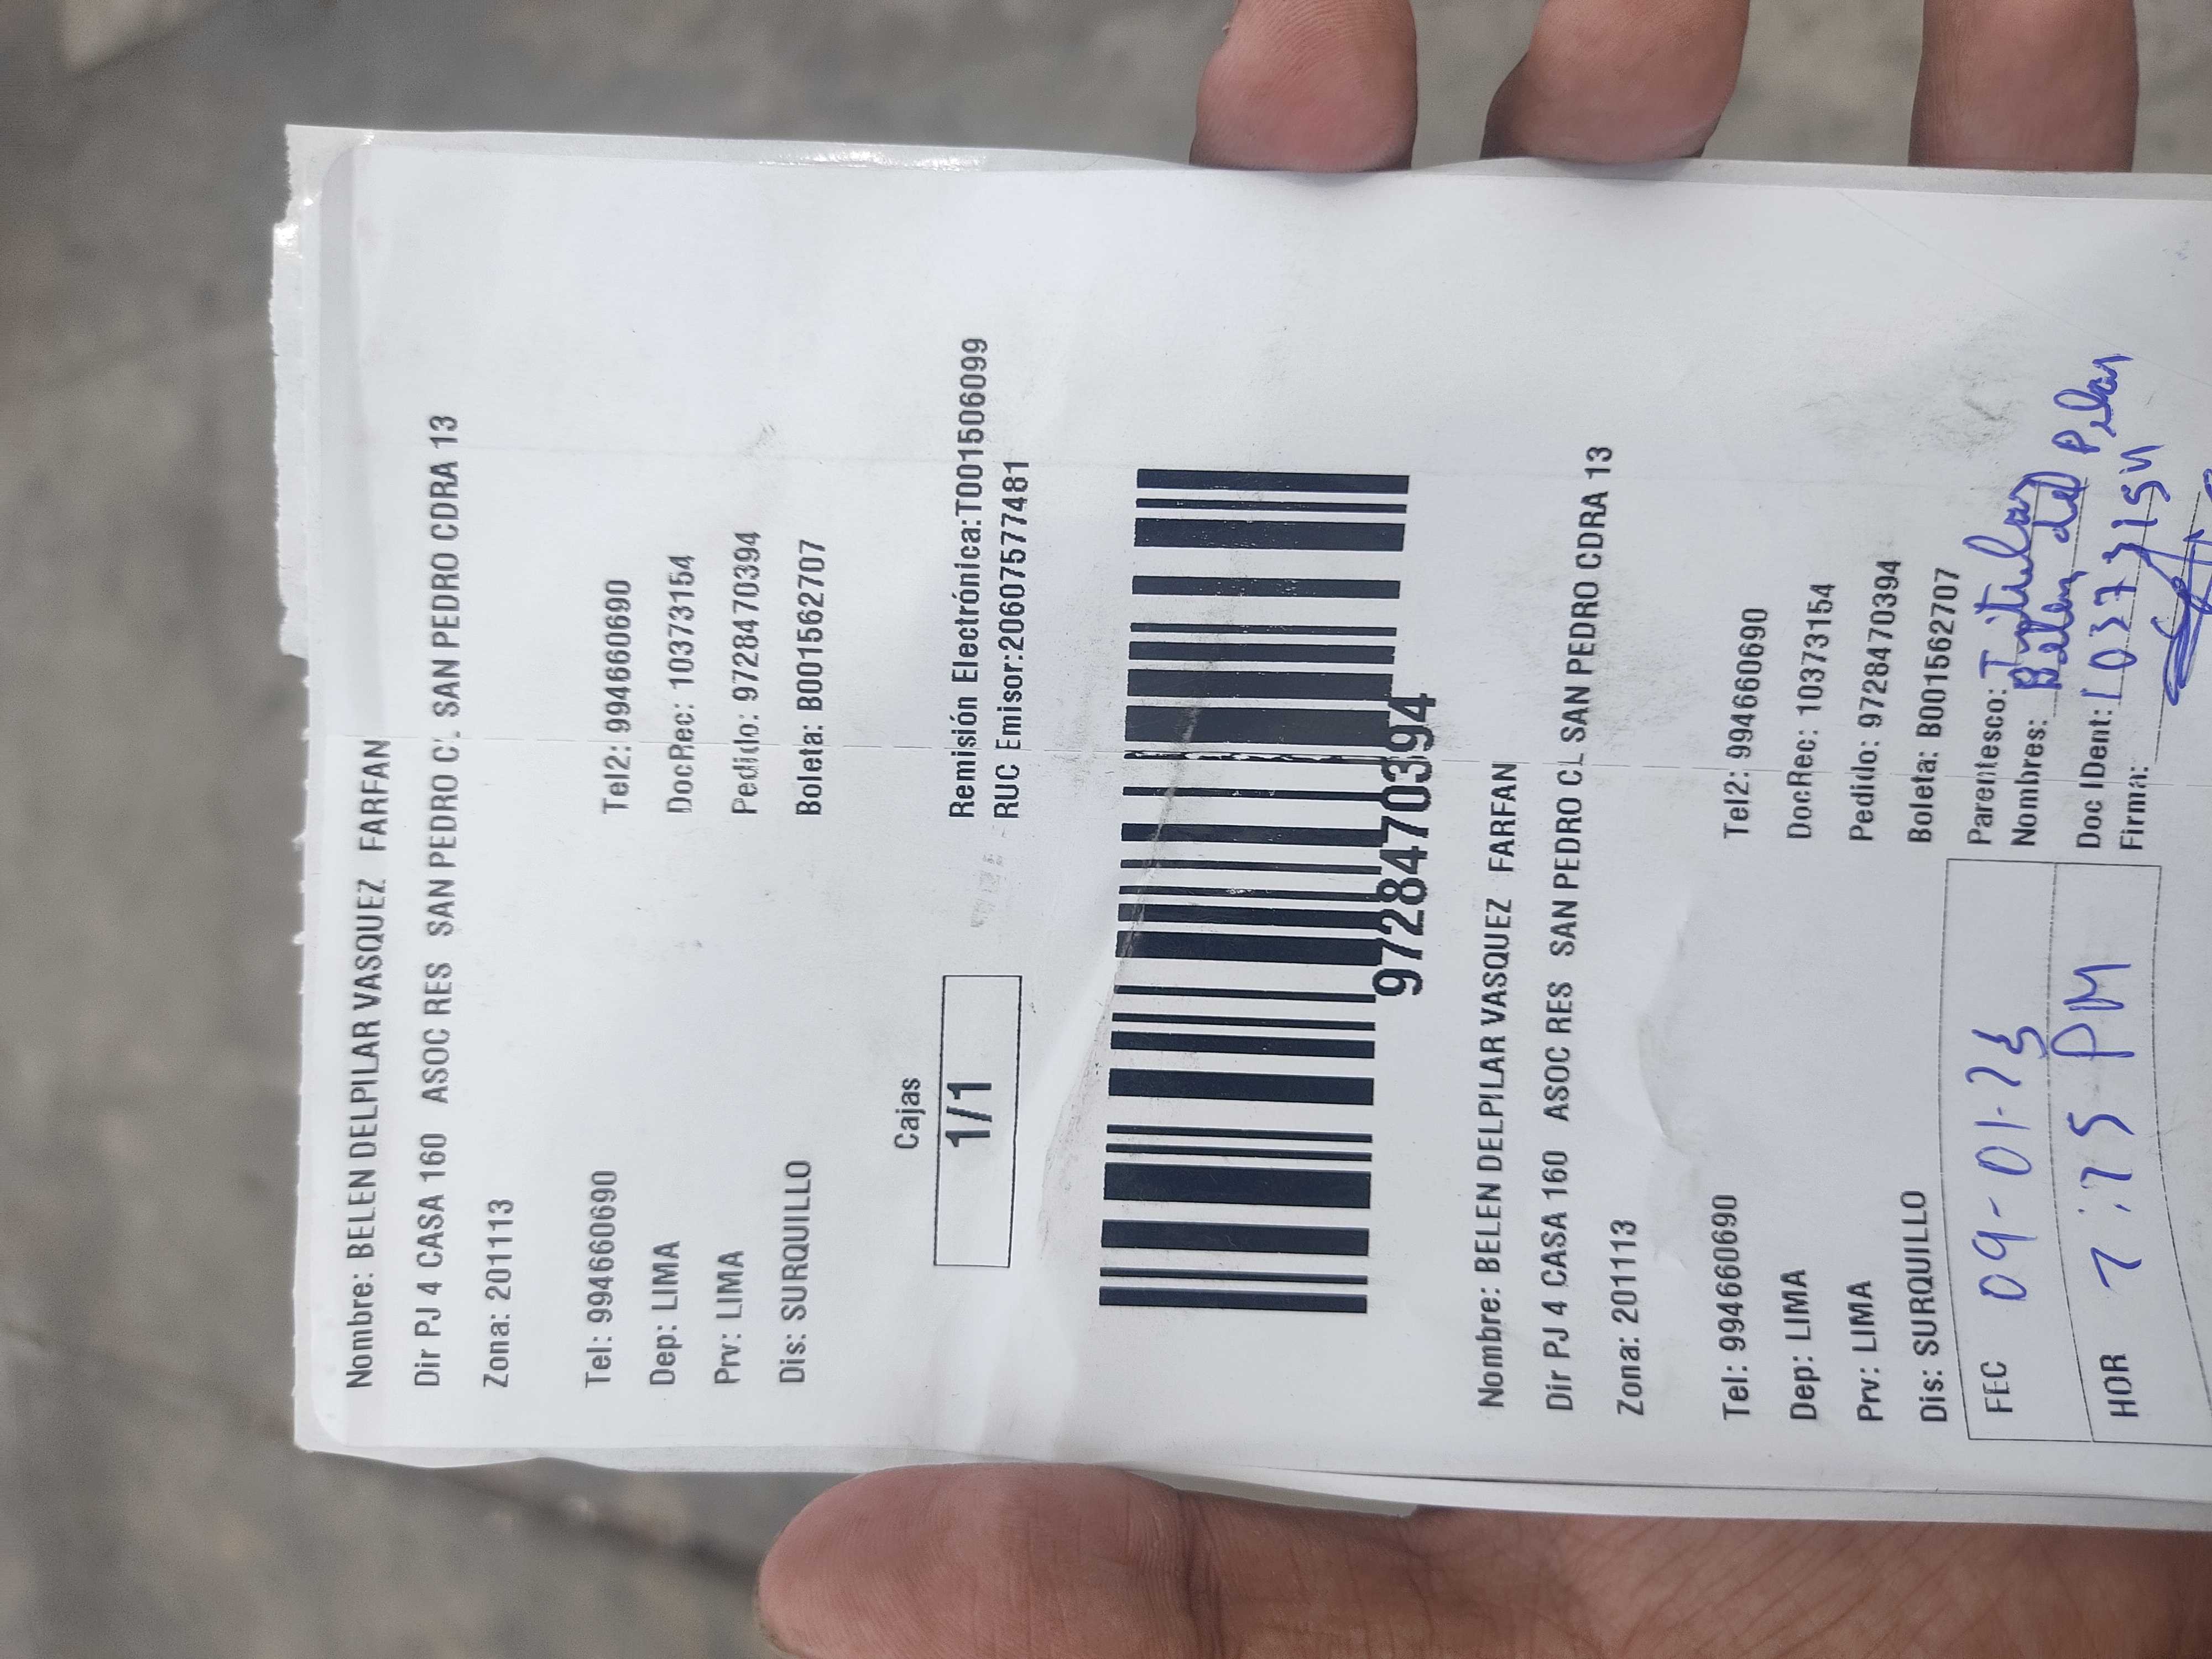 Nombre: BELEN DELPILAR VASQUEZ FARFAN
Dir PJ 4 CASA 160 ASOC RES SAN PEDRO CL SAN PEDRO CDRA 13
Zona: 201113
Tel: 994660690 Tel2: 994660690
Dep: LIMA DocRec: 10373154
Prv: LIMA Pedido: 9728470394
Dis: SURQUILLO Boleta: B001562707
Cajas
1/1
Remisión Electrónica:T001506099
RUC Emisor:20607577481
9728470394
Nombre: BELEN DELPILAR VASQUEZ FARFAN
Dir PJ 4 CASA 160 ASOC RES SAN PEDRO CL SAN PEDRO CDRA 13
Zona: 201113
Tel: 994660690 Tel2: 994660690
Dep: LIMA DocRec: 10373154
Prv: LIMA Pedido: 9728470394
Dis: SURQUILLO Boleta: B001562707
FEC 09-01-23 Parentesco: Titular
Nombres: Belen del Pilar
HOR Doc IDent: 10373154
PM Firma: